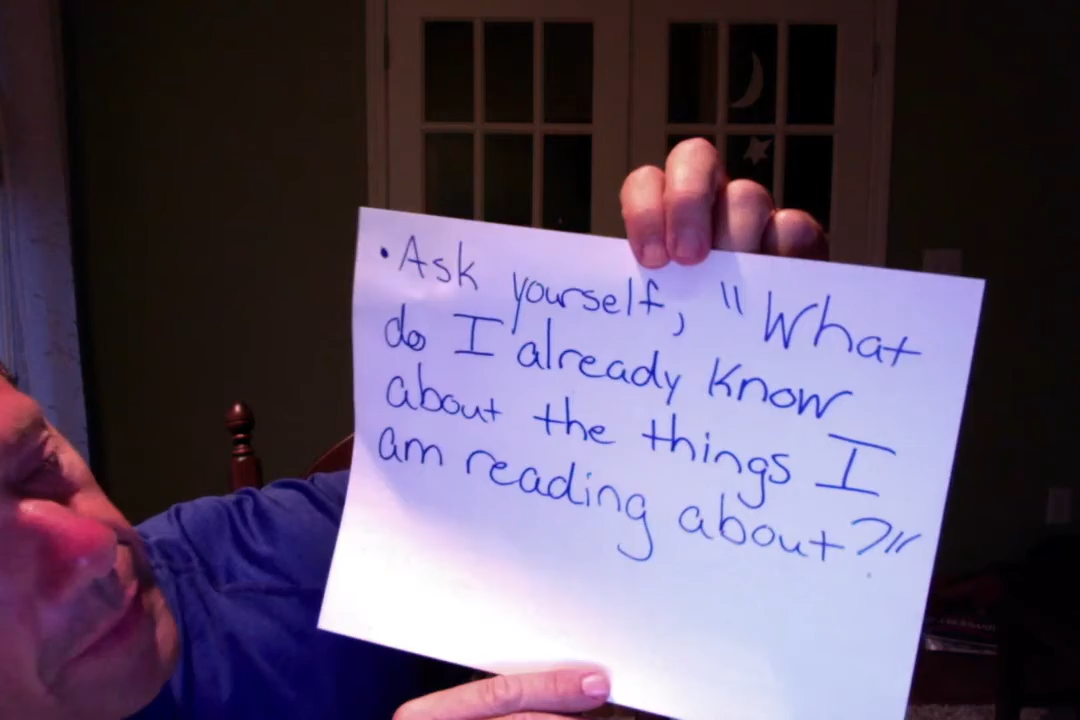 • Ask yourself, "What
do I already know
about the things I
am reading about?"